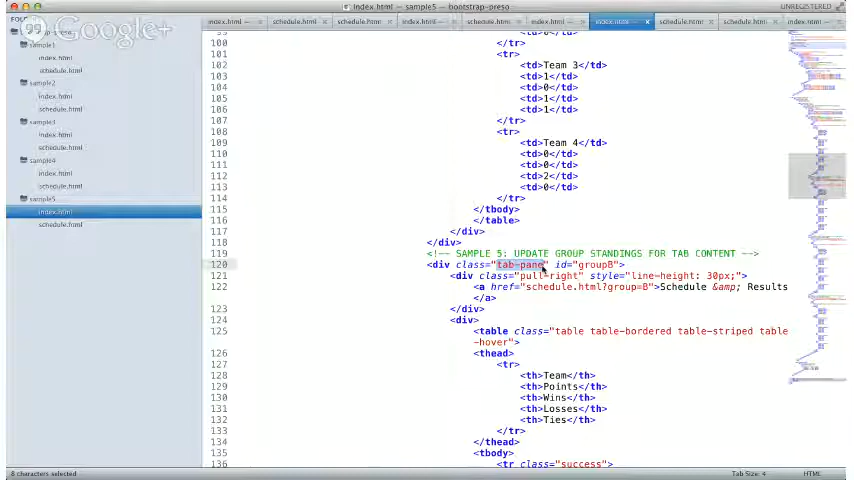 index.html — sample5 — bootstrap-preso
UNREGISTERED
Google+
index.html × schedule.html × schedule.html × index.html × schedule.html × index.html × index.html × schedule.html × schedule.html × index.html ×
sample1
index.html
schedule.html
sample2
index.html
schedule.html
sample3
index.html
schedule.html
sample4
index.html
schedule.html
sample5
index.html
schedule.html
99 <td>0</td>
100 </tr>
101 <tr>
102 <td>Team 3</td>
103 <td>1</td>
104 <td>0</td>
105 <td>1</td>
106 <td>1</td>
107 </tr>
108 <tr>
109 <td>Team 4</td>
110 <td>0</td>
111 <td>0</td>
112 <td>2</td>
113 <td>0</td>
114 </tr>
115 </tbody>
116 </table>
117 </div>
118 </div>
119 <!-- SAMPLE 5: UPDATE GROUP STANDINGS FOR TAB CONTENT -->
120 <div class="tab-pane" id="groupB">
121 <div class="pull-right" style="line-height: 30px;">
122 <a href="schedule.html?group=B">Schedule &amp; Results
</a>
123 </div>
124 <div>
125 <table class="table table-bordered table-striped table
-hover">
126 <thead>
127 <tr>
128 <th>Team</th>
129 <th>Points</th>
130 <th>Wins</th>
131 <th>Losses</th>
132 <th>Ties</th>
133 </tr>
134 </thead>
135 <tbody>
136 <tr class="success">
8 characters selected
Tab Size: 4
HTML